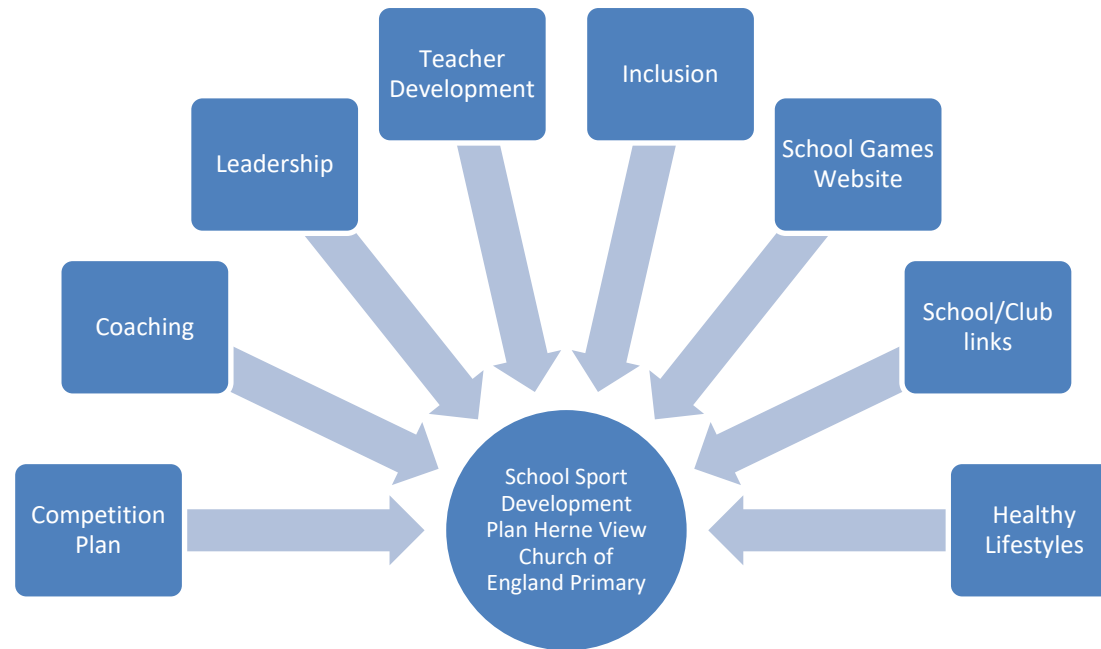 Teacher
Development
Inclusion
Leadership
School Games
Website
Coaching
School/Club
links
Competition
Plan
School Sport
Development
Plan Herne View
Church of
England Primary
Healthy
Lifestyles